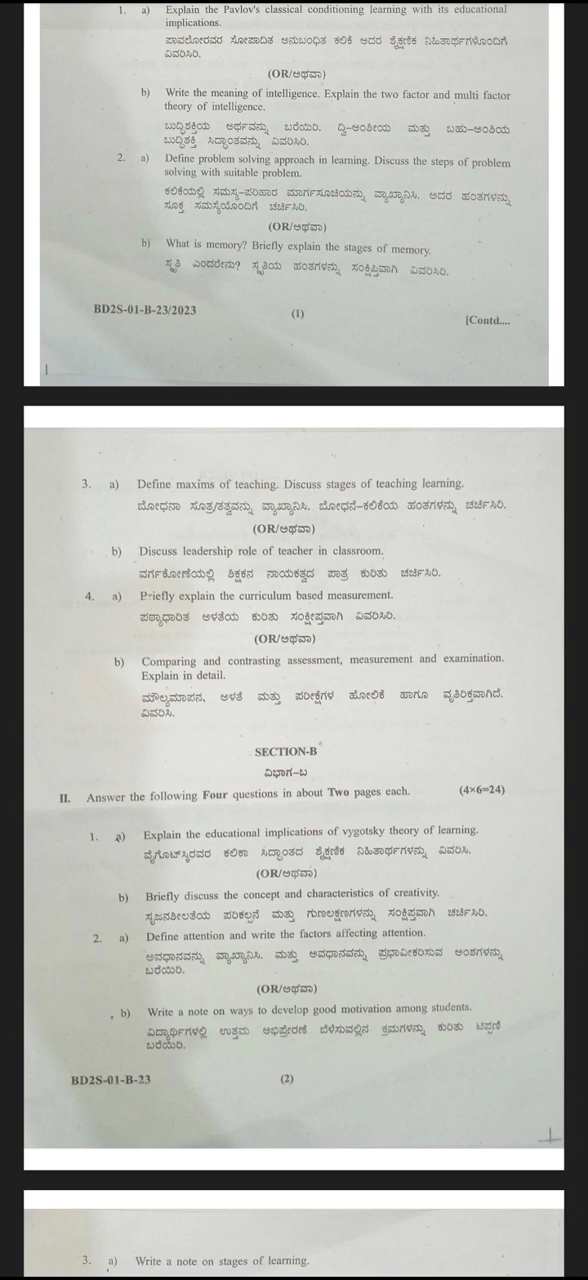 1. a) Explain the Pavlov's classical conditioning learning with its educational
implications.
ಪಾವಲೋರವರ ಸೋಪಾದಿತ ಅನುಬಂಧಿತ ಕಲಿಕೆ ಅದರ ಶೈಕ್ಷಣಿಕ ನಿಹಿತಾರ್ಥಗಳೊಂದಿಗೆ
ವಿವರಿಸಿರಿ.
(OR/ಅಥವಾ)
b) Write the meaning of intelligence. Explain the two factor and multi factor
theory of intelligence.
ಬುದ್ಧಿಶಕ್ತಿಯ ಅರ್ಥವನ್ನು ಬರೆಯಿರಿ. ದ್ವಿ-ಅಂಶೀಯ ಮತ್ತು ಬಹು-ಅಂಶಿಯ
ಬುದ್ಧಿಶಕ್ತಿ ಸಿದ್ಧಾಂತವನ್ನು ವಿವರಿಸಿರಿ.
2. a) Define problem solving approach in learning. Discuss the steps of problem
solving with suitable problem.
ಕಲಿಕೆಯಲ್ಲಿ ಸಮಸ್ಯ-ಪರಿಹಾರ ಮಾರ್ಗಸೂಚಿಯನ್ನು ವ್ಯಾಖ್ಯಾನಿಸಿ. ಅದರ ಹಂತಗಳನ್ನು
ಸೂಕ್ತ ಸಮಸ್ಯೆಯೊಂದಿಗೆ ಚರ್ಚಿಸಿರಿ.
(OR/ಅಥವಾ)
b) What is memory? Briefly explain the stages of memory.
ಸ್ಮೃತಿ ಎಂದರೇನು? ಸ್ಮೃತಿಯ ಹಂತಗಳನ್ನು ಸಂಕ್ಷಿಪ್ತವಾಗಿ ವಿವರಿಸಿರಿ.
BD2S-01-B-23/2023 (1) [Contd....
3. a) Define maxims of teaching. Discuss stages of teaching learning.
ಬೋಧನಾ ಸೂತ್ರ/ತತ್ವವನ್ನು ವ್ಯಾಖ್ಯಾನಿಸಿ. ಬೋಧನೆ-ಕಲಿಕೆಯ ಹಂತಗಳನ್ನು ಚರ್ಚಿಸಿರಿ.
(OR/ಅಥವಾ)
b) Discuss leadership role of teacher in classroom.
ವರ್ಗಕೋಣೆಯಲ್ಲಿ ಶಿಕ್ಷಕನ ನಾಯಕತ್ವದ ಪಾತ್ರ ಕುರಿತು ಚರ್ಚಿಸಿರಿ.
4. a) Priefly explain the curriculum based measurement.
ಪಠ್ಯಾಧಾರಿತ ಅಳತೆಯ ಕುರಿತು ಸಂಕ್ಷೀಪ್ತವಾಗಿ ವಿವರಿಸಿರಿ.
(OR/ಅಥವಾ)
b) Comparing and contrasting assessment, measurement and examination.
Explain in detail.
ಮೌಲ್ಯಮಾಪನ, ಅಳತೆ ಮತ್ತು ಪರೀಕ್ಷೆಗಳ ಹೋಲಿಕೆ ಹಾಗೂ ವೃತಿರಿಕ್ತವಾಗಿದೆ.
ವಿವರಿಸಿ.
SECTION-B
ವಿಭಾಗ-ಬ
II. Answer the following Four questions in about Two pages each. (4×6=24)
1. a) Explain the educational implications of vygotsky theory of learning.
ವೈಗೊಟ್‌ಸ್ಕಿರವರ ಕಲಿಕಾ ಸಿದ್ಧಾಂತದ ಶೈಕ್ಷಣಿಕ ನಿಹಿತಾರ್ಥಗಳನ್ನು ವಿವರಿಸಿ.
(OR/ಅಥವಾ)
b) Briefly discuss the concept and characteristics of creativity.
ಸೃಜನಶೀಲತೆಯ ಪರಿಕಲ್ಪನೆ ಮತ್ತು ಗುಣಲಕ್ಷಣಗಳನ್ನು ಸಂಕ್ಷಿಪ್ತವಾಗಿ ಚರ್ಚಿಸಿರಿ.
2. a) Define attention and write the factors affecting attention.
ಅವಧಾನವನ್ನು ವ್ಯಾಖ್ಯಾನಿಸಿ. ಮತ್ತು ಅವಧಾನವನ್ನು ಪ್ರಭಾವೀಕರಿಸುವ ಅಂಶಗಳನ್ನು
ಬರೆಯಿರಿ.
(OR/ಅಥವಾ)
b) Write a note on ways to develop good motivation among students.
ವಿದ್ಯಾರ್ಥಿಗಳಲ್ಲಿ ಉತ್ತಮ ಅಭಿಪ್ರೇರಣೆ ಬೆಳೆಸುವಲ್ಲಿನ ಕ್ರಮಗಳನ್ನು ಕುರಿತು ಟಿಪ್ಪಣಿ
ಬರೆಯಿರಿ.
BD2S-01-B-23 (2)
3. a) Write a note on stages of learning.